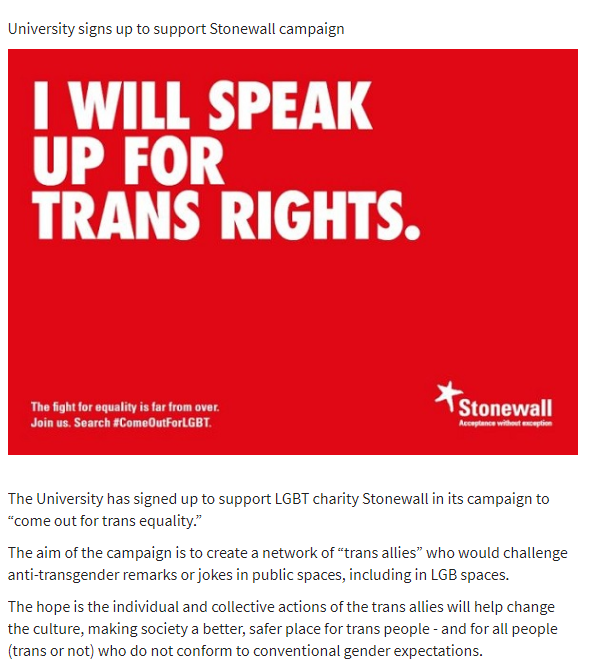 University signs up to support Stonewall campaign
I WILL SPEAK
UP FOR
TRANS RIGHTS.
The fight for equality is far from over.
Join us. Search #ComeOutForLGBT.
Stonewall
Acceptance without exception
The University has signed up to support LGBT charity Stonewall in its campaign to
“come out for trans equality.”
The aim of the campaign is to create a network of “trans allies” who would challenge
anti-transgender remarks or jokes in public spaces, including in LGB spaces.
The hope is the individual and collective actions of the trans allies will help change
the culture, making society a better, safer place for trans people - and for all people
(trans or not) who do not conform to conventional gender expectations.